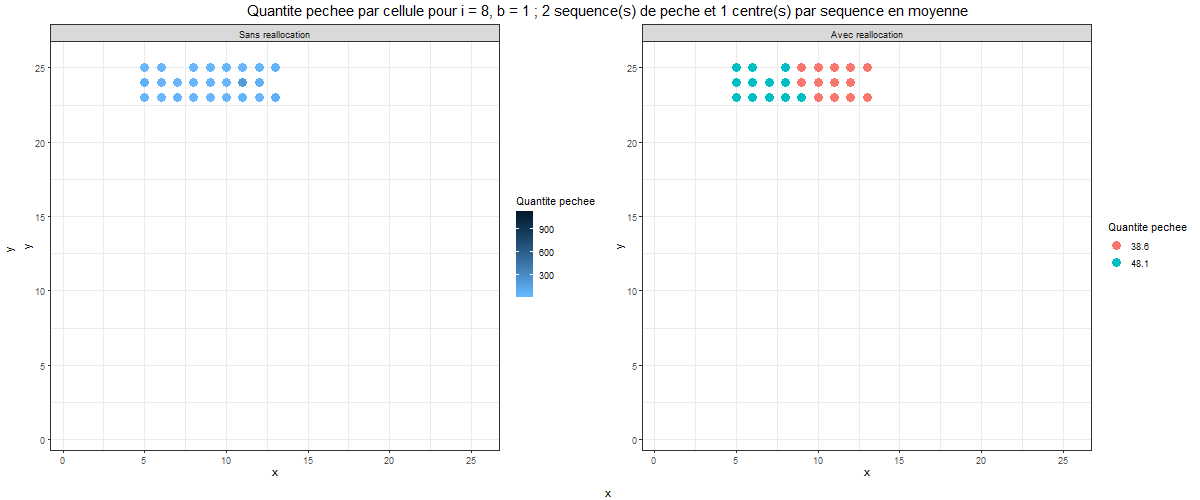 Quantite pechee par cellule pour i = 8, b = 1 ; 2 sequence(s) de peche et 1 centre(s) par sequence en moyenne
Sans reallocation
25
20
15
10
5
0
0 5 10 15 20 25
x
y
y
Quantite pechee
900
600
300
Avec reallocation
25
20
15
10
5
0
0 5 10 15 20 25
x
y
Quantite pechee
38.6
48.1
x